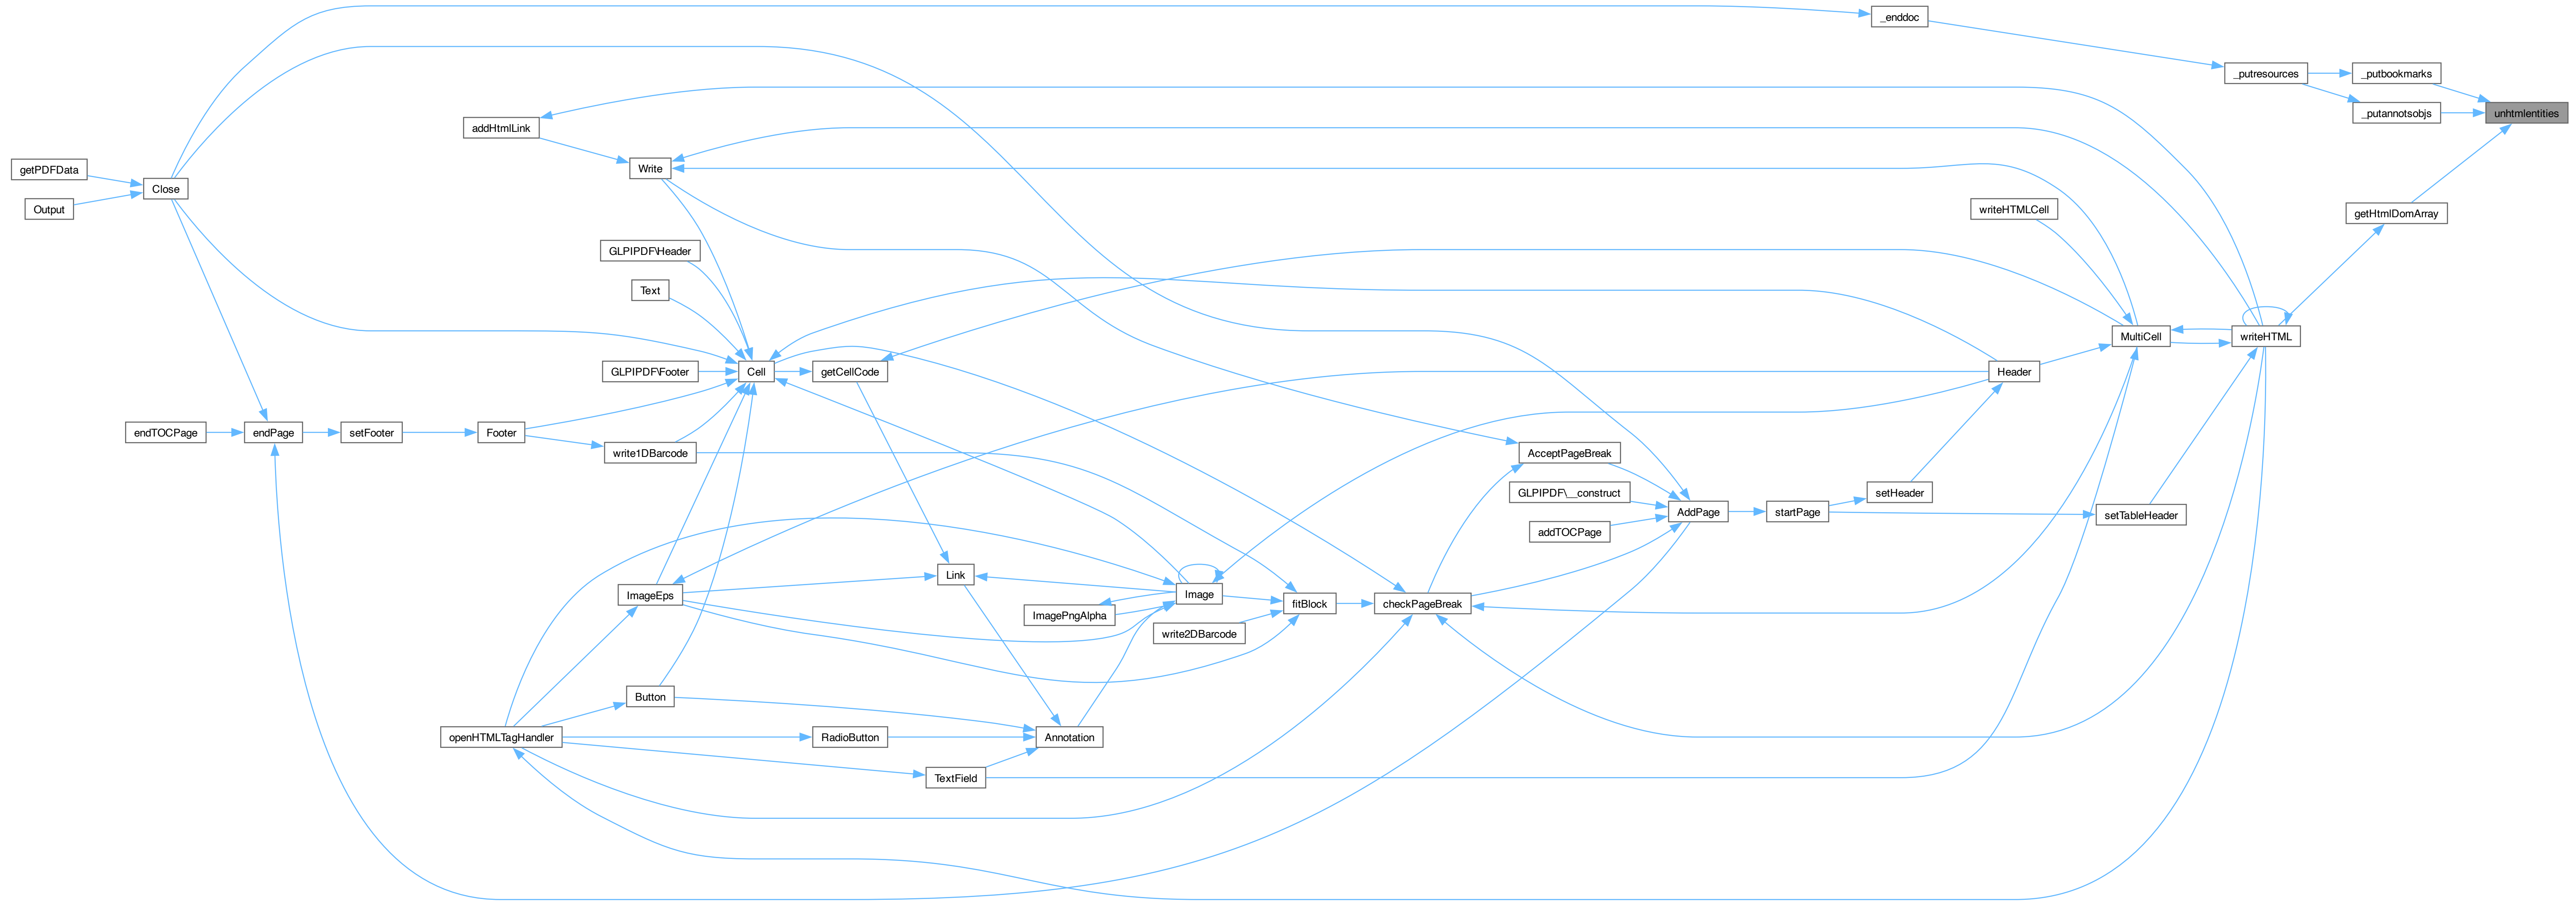 _enddoc
_putresources
_putbookmarks
_putannotsobjs
unhtmlentities
addHtmlLink
Write
getPDFData
Close
Output
writeHTMLCell
getHtmlDomArray
GLPIPDF\Header
Text
MultiCell
writeHTML
GLPIPDF\Footer
Cell
getCellCode
Header
endTOCPage
endPage
setFooter
Footer
write1DBarcode
AcceptPageBreak
GLPIPDF\__construct
setHeader
addTOCPage
AddPage
startPage
setTableHeader
Link
ImageEps
Image
ImagePngAlpha
fitBlock
checkPageBreak
write2DBarcode
Button
openHTMLTagHandler
RadioButton
Annotation
TextField